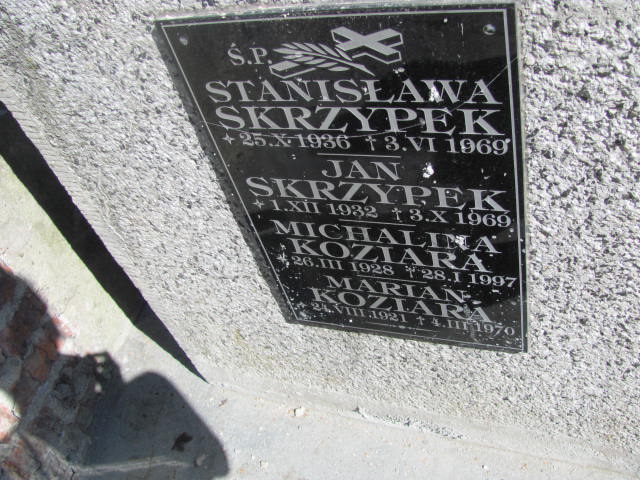 Ś.P.
STANISŁAWA
SKRZYPEK
* 25.X 1936 † 3.VI 1969
JAN
SKRZYPEK
* 1.XII 1932 † 3.X 1969
MICHALINA
KOZIARA
* 26.III 1928 † 28.I 1997
MARIAN
KOZIARA
* 24.VIII 1921 † 4.III 1970